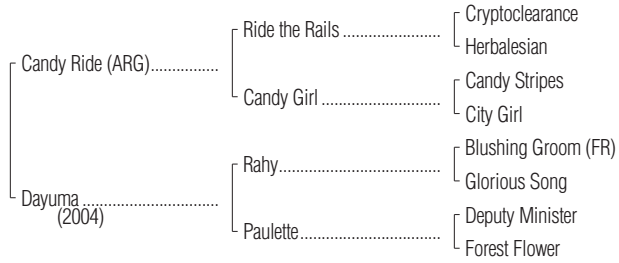 Cryptoclearance
Ride the Rails ..................
Herbalesian
Candy Ride (ARG)...............
Candy Stripes
Candy Girl ......................
City Girl
Blushing Groom (FR)
Rahy..............................
Glorious Song
Dayuma ..............................
(2004)
Deputy Minister
Paulette..........................
Forest Flower